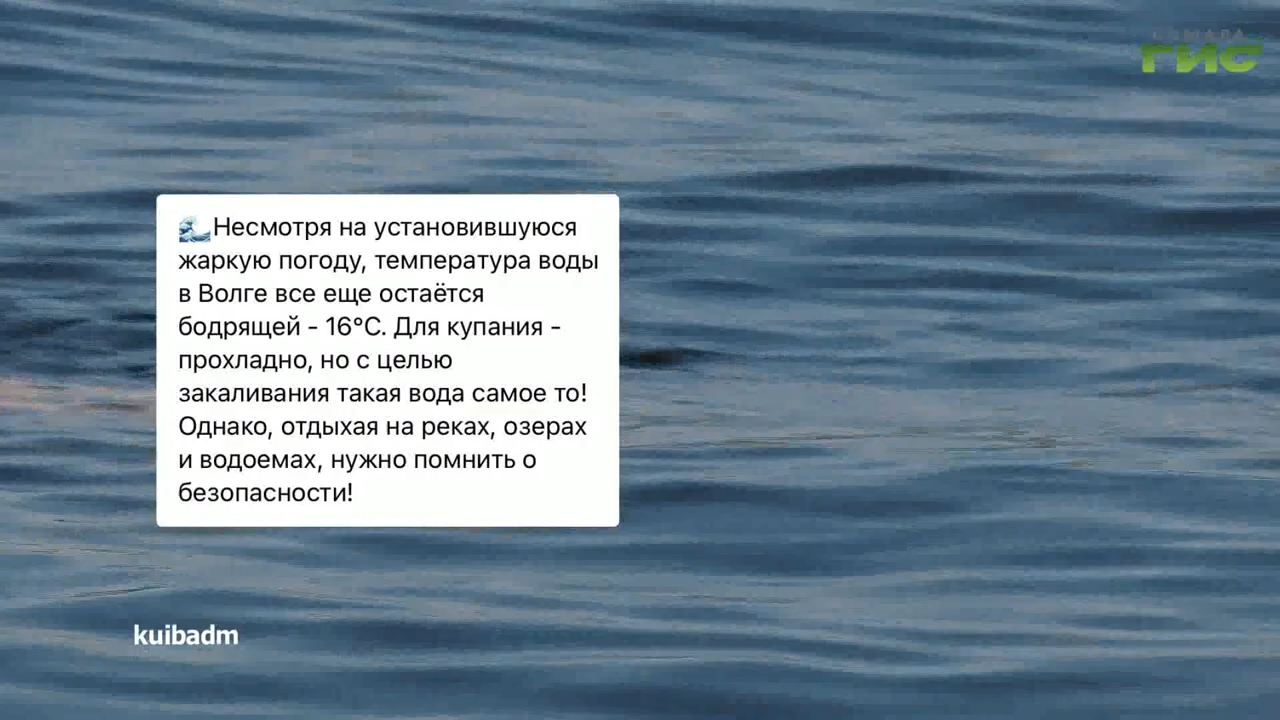 САМАРА
ГИС
🌊Несмотря на установившуюся
жаркую погоду, температура воды
в Волге все еще остаётся
бодрящей - 16°C. Для купания -
прохладно, но с целью
закаливания такая вода самое то!
Однако, отдыхая на реках, озерах
и водоемах, нужно помнить о
безопасности!
kuibadm